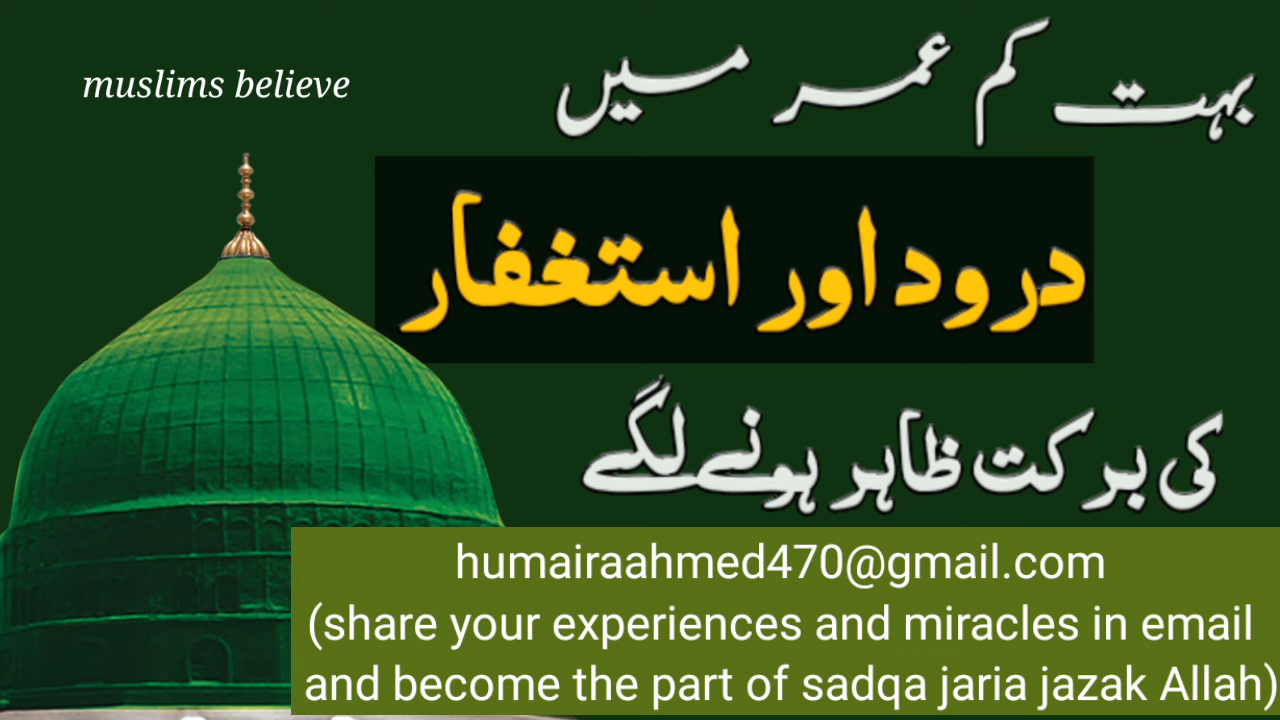 muslims believe
بہت کم عمر میں
درود اور استغفار
کی برکت ظاہر ہونے لگے
humairaahmed470@gmail.com
(share your experiences and miracles in email
and become the part of sadqa jaria jazak Allah)